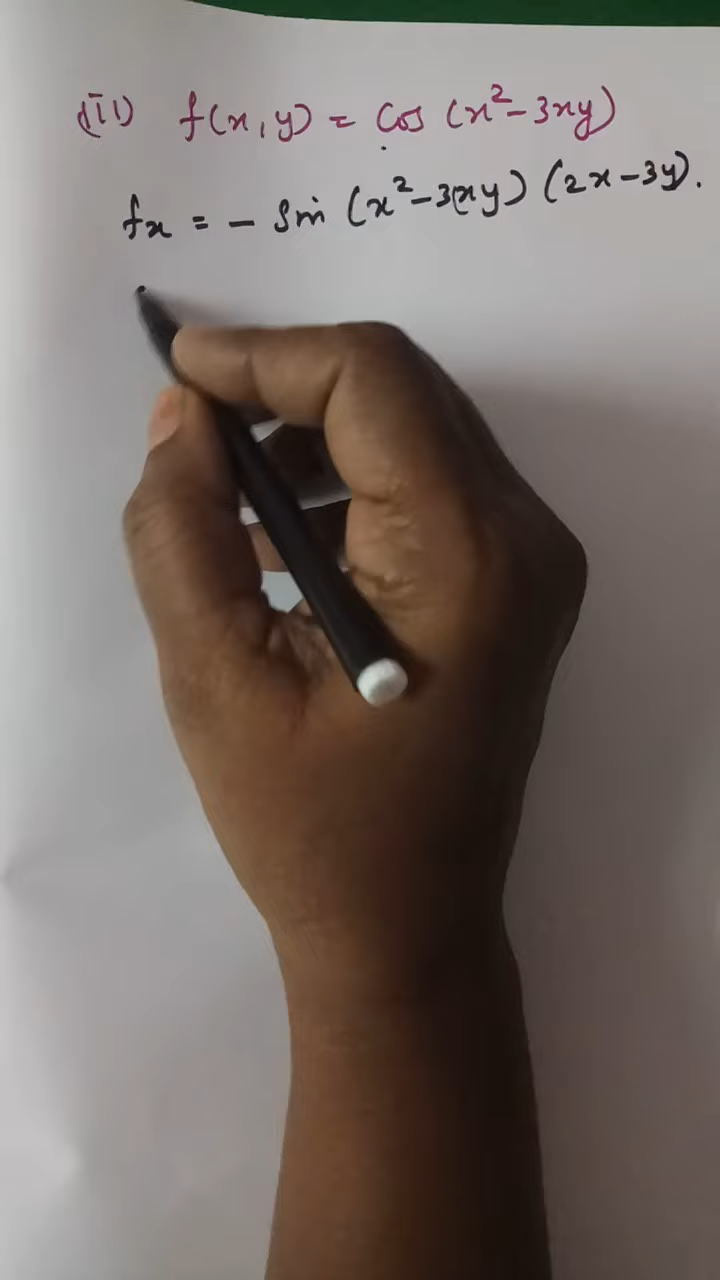 (ii) f(x,y) = cos (x²-3xy)
fx = - sin (x²-3xy) (2x-3y).